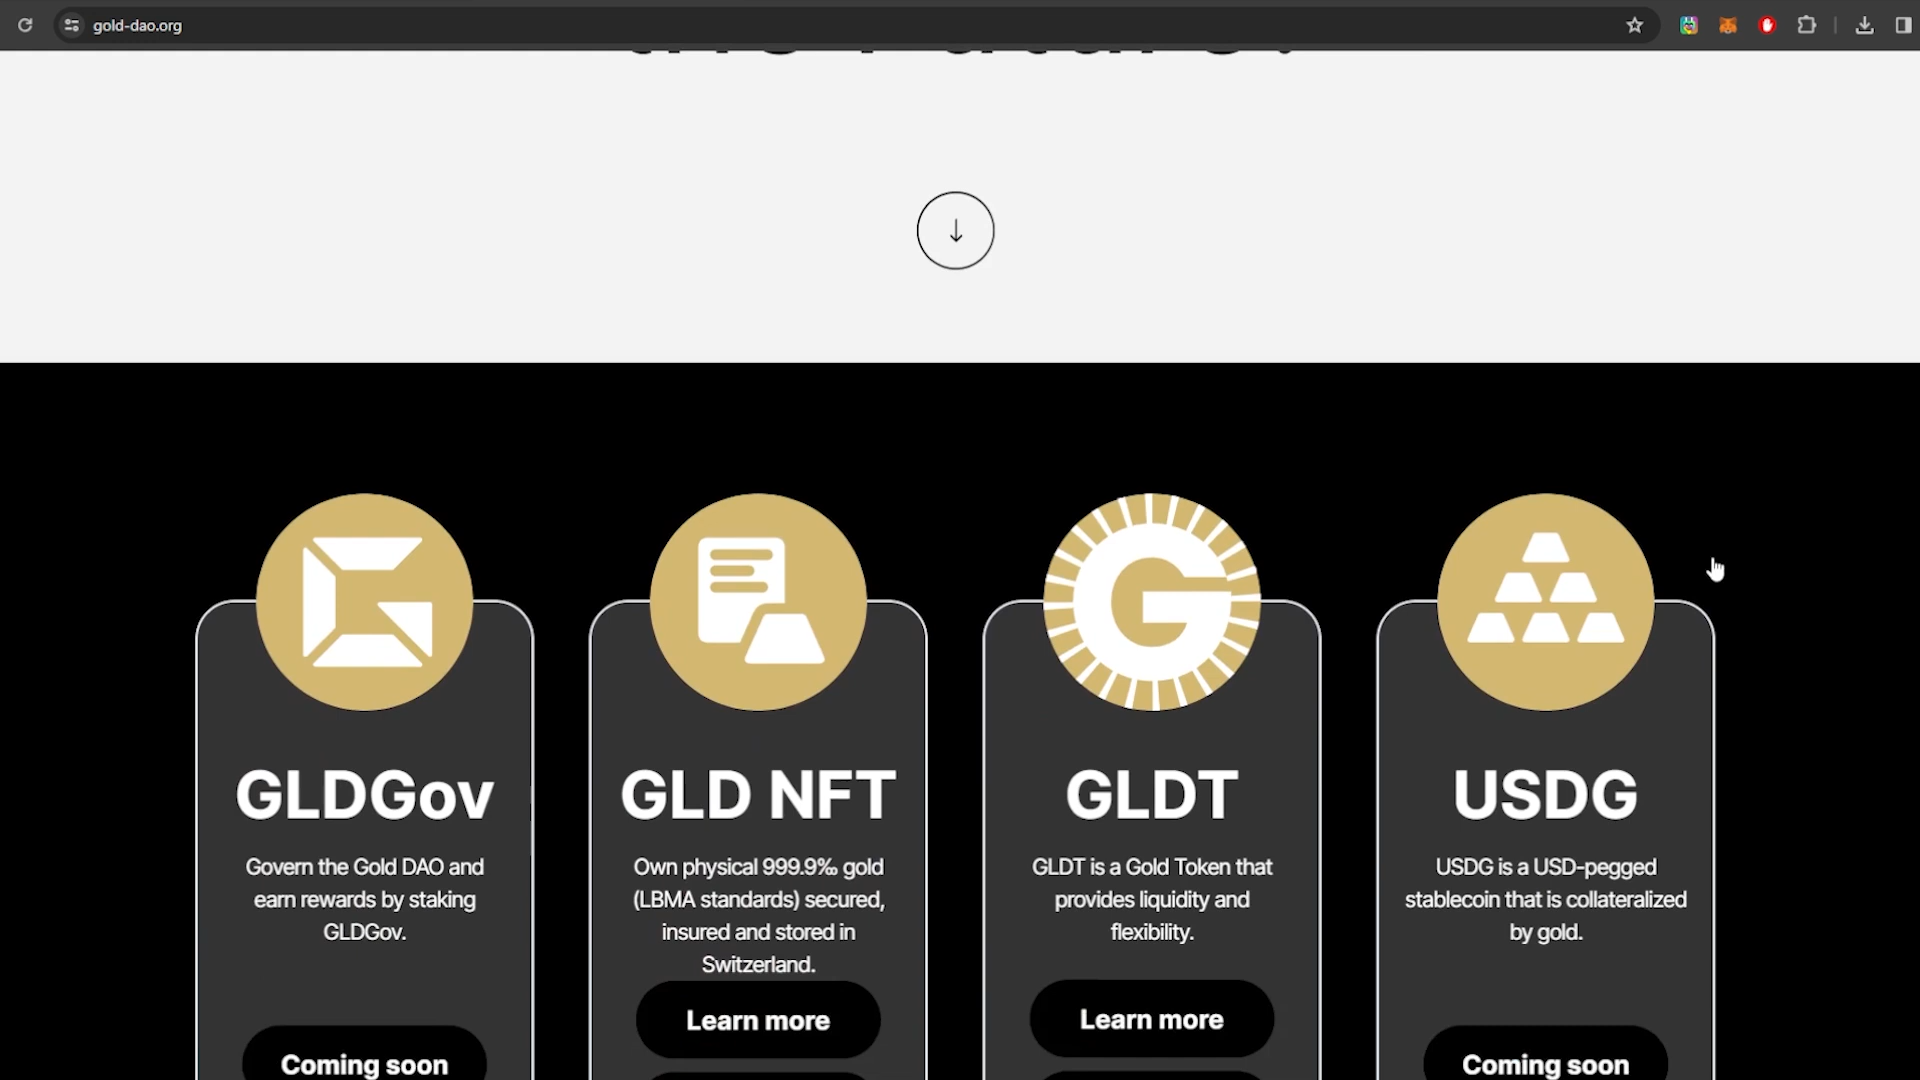 gold-dao.org
GLDGov
Govern the Gold DAO and
earn rewards by staking
GLDGov.
Coming soon
GLD NFT
Own physical 999.9‰ gold
(LBMA standards) secured,
insured and stored in
Switzerland.
Learn more
GLDT
GLDT is a Gold Token that
provides liquidity and
flexibility.
Learn more
USDG
USDG is a USD-pegged
stablecoin that is collateralized
by gold.
Coming soon